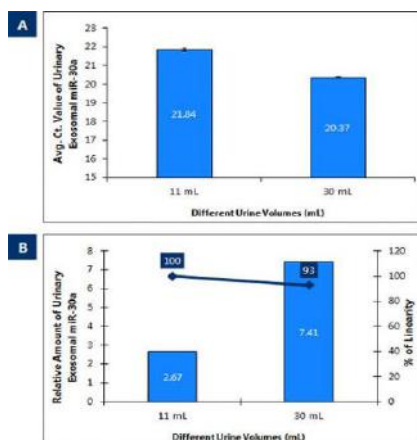 A
Avg. Ct. Value of Urinary
Exosomal miR-30a
22
21
20
19
18
17
16
15
21.84
20.37
11 mL
30 mL
Different Urine Volumes (mL)
B
Relative Amount of Urinary
Exosomal miR-30a
8
7
6
5
4
3
2
1
0
100
93
2.67
7.41
120
100
80
60
40
20
0
% of Linearity
11 mL
30 mL
Different Urine Volumes (mL)